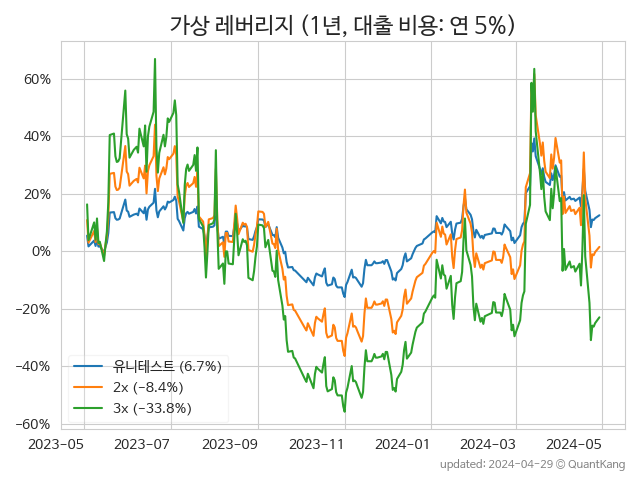 가상 레버리지 (1년, 대출 비용: 연 5%)
60%
40%
20%
0%
−20%
−40%
−60%
유니테스트 (6.7%)
2x (−8.4%)
3x (−33.8%)
2023-05 2023-07 2023-09 2023-11 2024-01 2024-03 2024-05
updated: 2024-04-29 © QuantKang